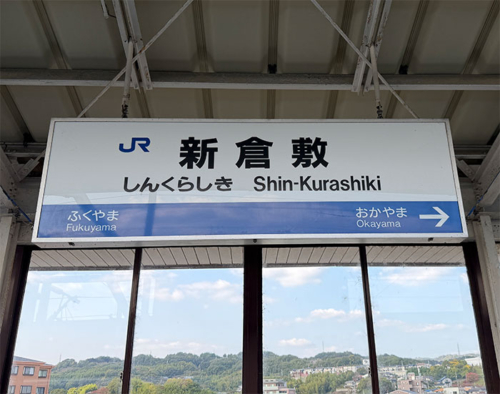 JR 新倉敷
しんくらしき Shin-Kurashiki
ふくやま おかやま
Fukuyama Okayama